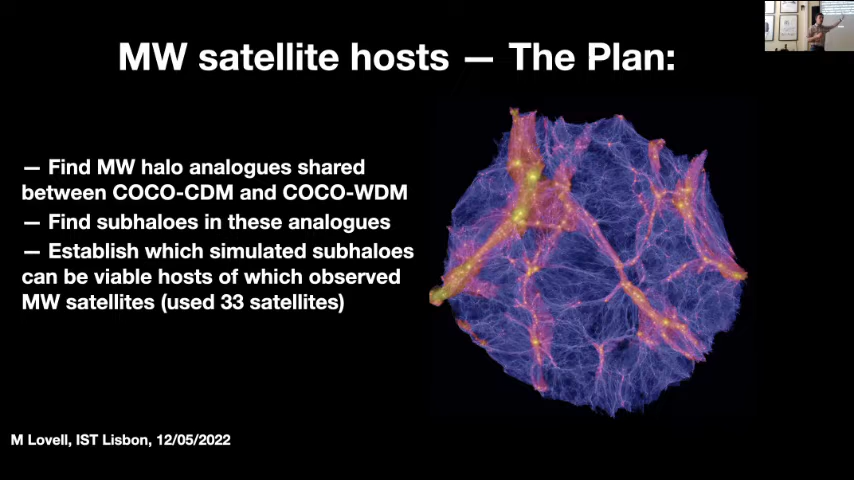 MW satellite hosts — The Plan:
— Find MW halo analogues shared
between COCO-CDM and COCO-WDM
— Find subhaloes in these analogues
— Establish which simulated subhaloes
can be viable hosts of which observed
MW satellites (used 33 satellites)
M Lovell, IST Lisbon, 12/05/2022